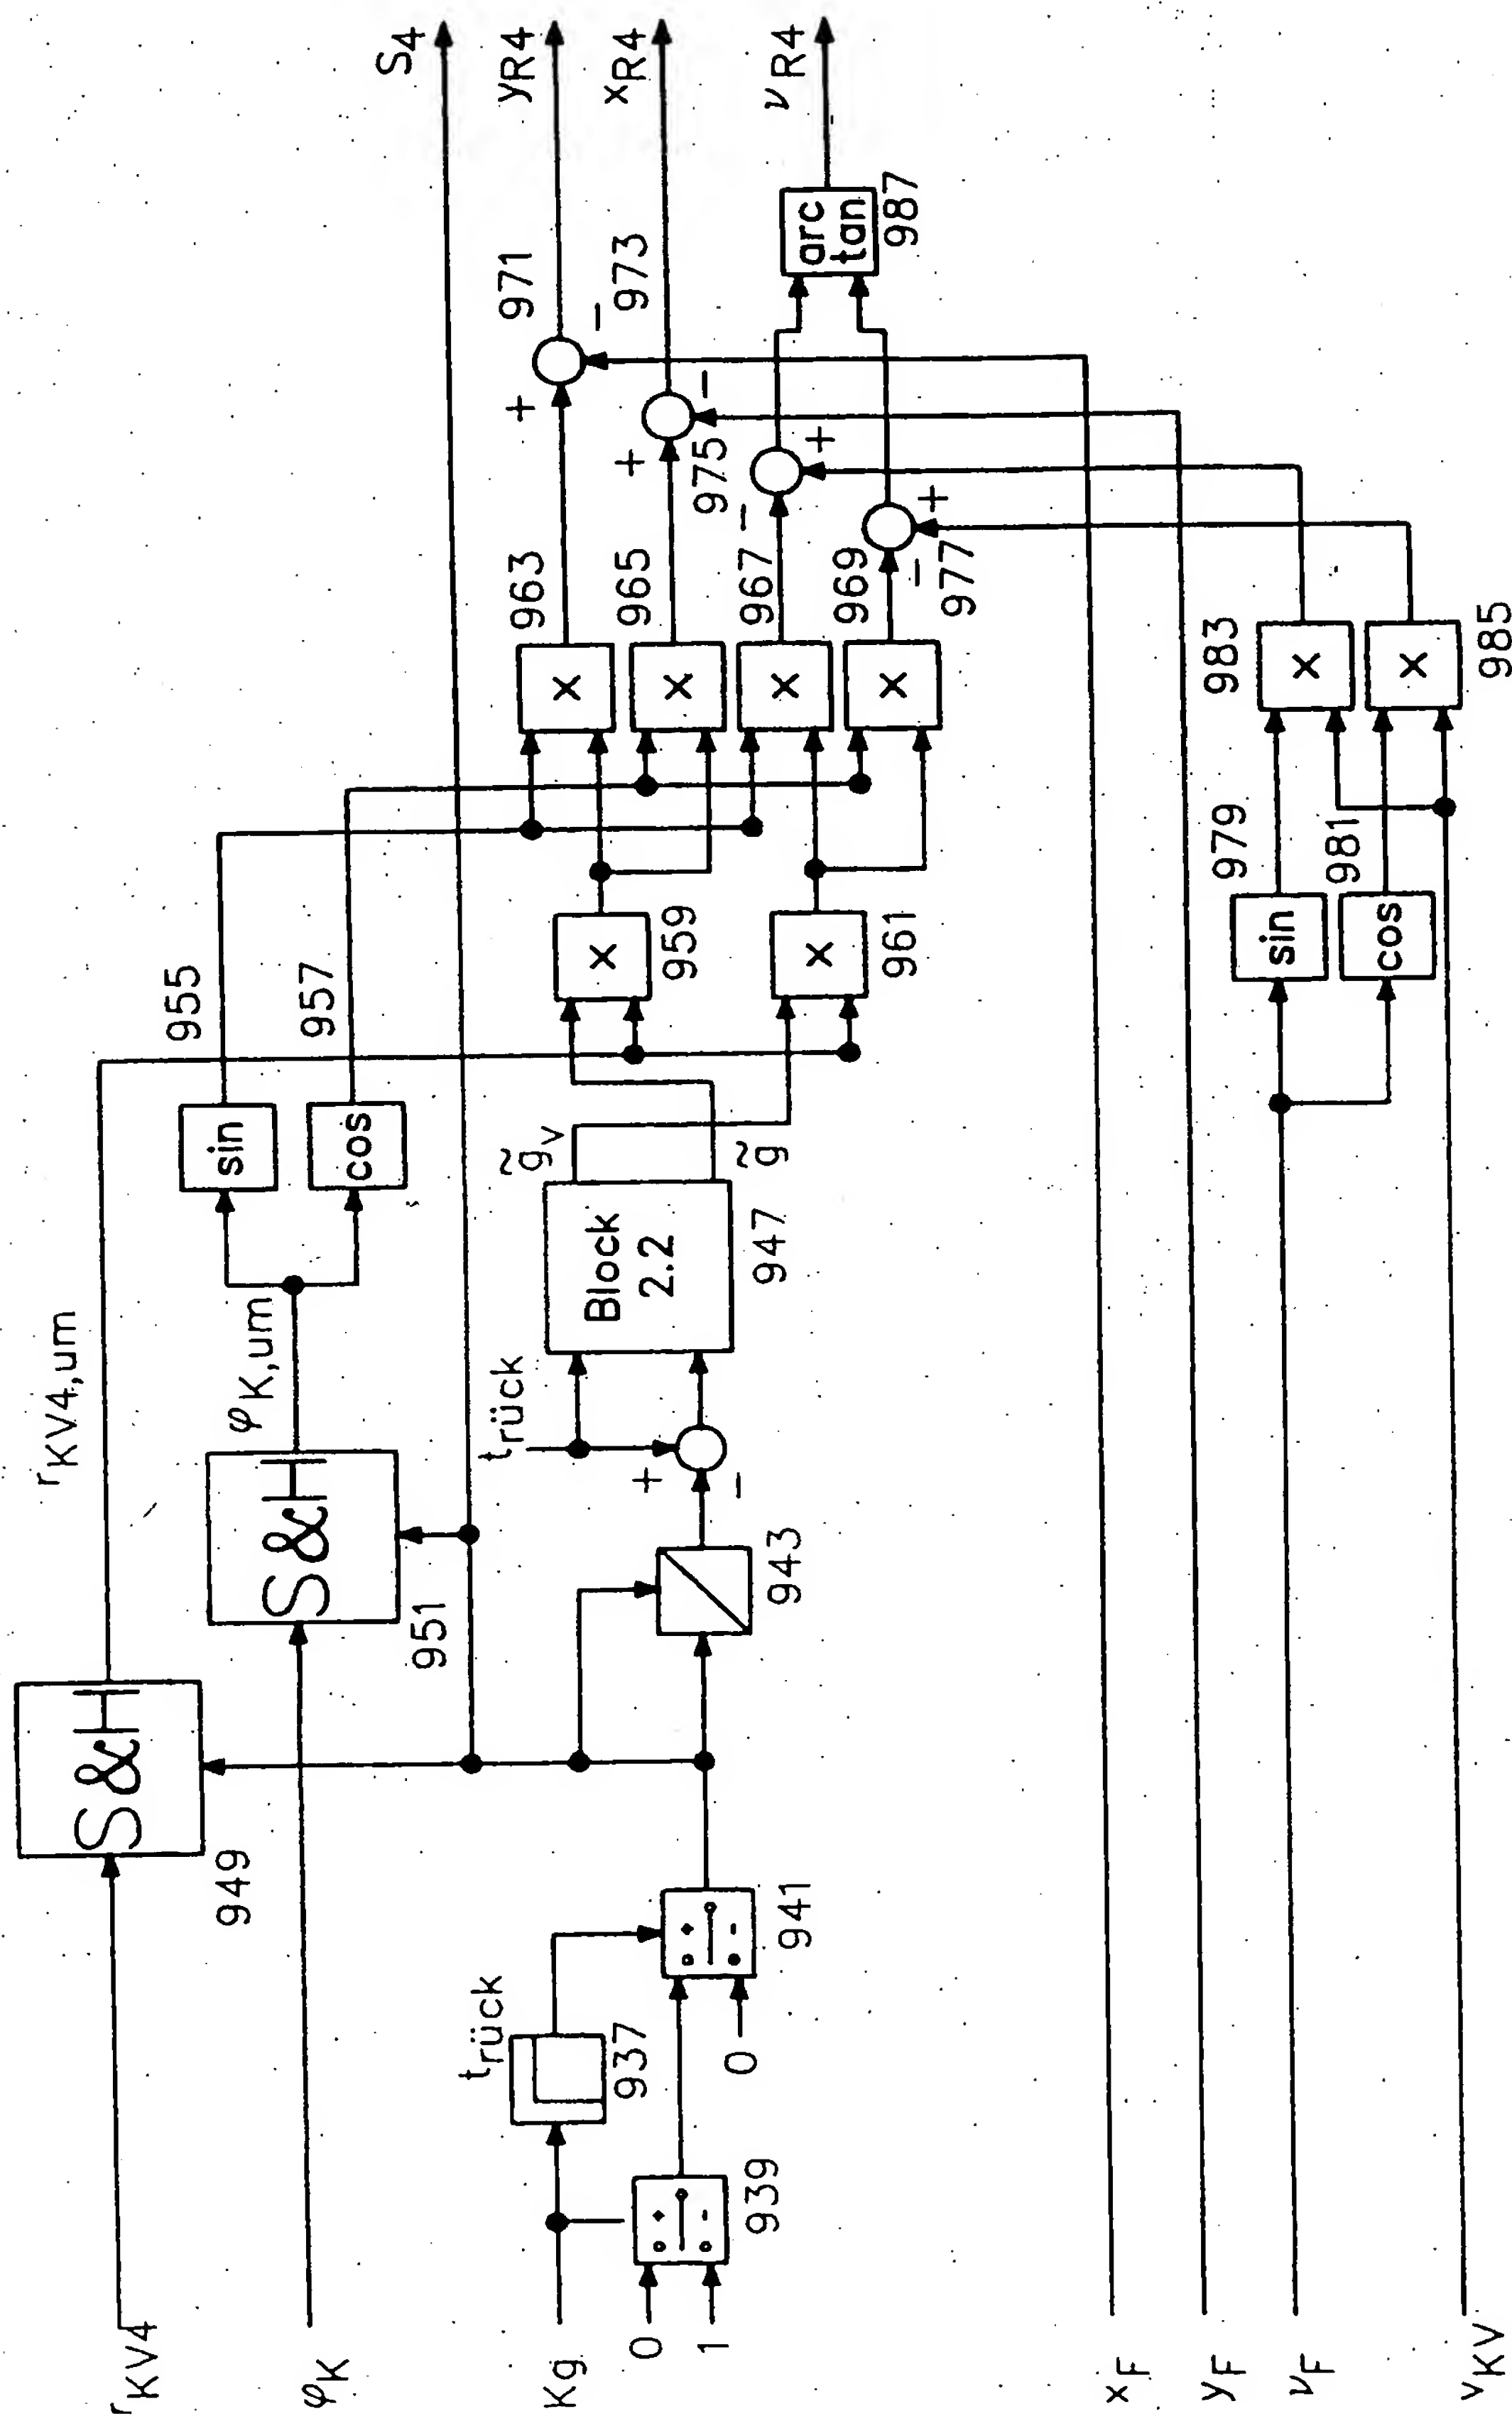 rKV4
949
S&H
rKV4,um
φK
951
S&H
φK,um
sin
955
cos
957
S4
Kg
trück
937
0
1
939
0
941
943
trück
+
−
Block
2.2
947
g̃v
g̃
x
959
x
961
x
963
x
965
x
967
x
969
+
−
971
yR4
+
−
973
xR4
−
+
975
−
+
977
arc
tan
987
νR4
xF
yF
νF
sin
979
cos
981
x
983
x
985
vKV